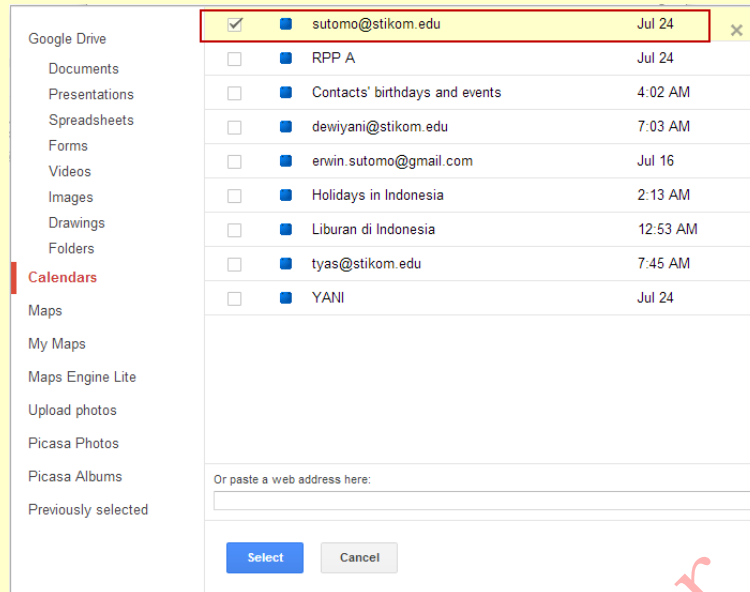 Google Drive
Documents
Presentations
Spreadsheets
Forms
Videos
Images
Drawings
Folders
Calendars
Maps
My Maps
Maps Engine Lite
Upload photos
Picasa Photos
Picasa Albums
Previously selected
sutomo@stikom.edu Jul 24
RPP A Jul 24
Contacts' birthdays and events 4:02 AM
dewiyani@stikom.edu 7:03 AM
erwin.sutomo@gmail.com Jul 16
Holidays in Indonesia 2:13 AM
Liburan di Indonesia 12:53 AM
tyas@stikom.edu 7:45 AM
YANI Jul 24
Or paste a web address here:
Select Cancel